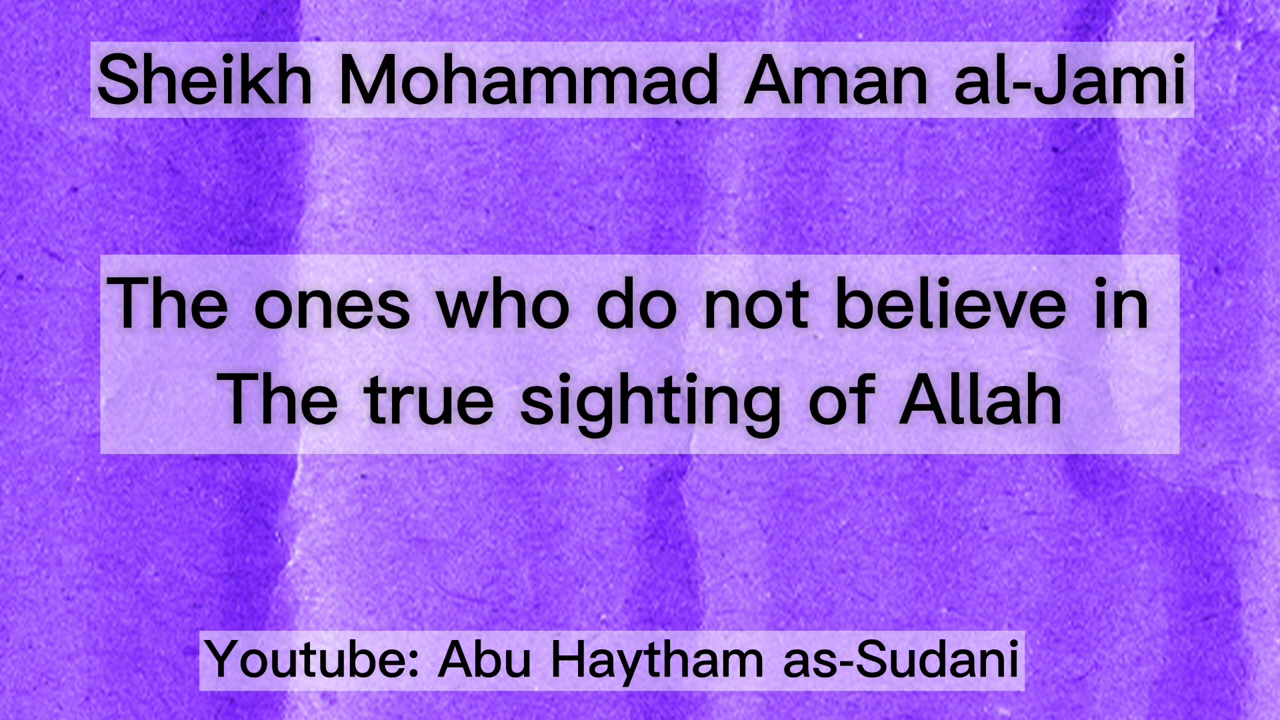 Sheikh Mohammad Aman al-Jami
The ones who do not believe in
The true sighting of Allah
Youtube: Abu Haytham as-Sudani